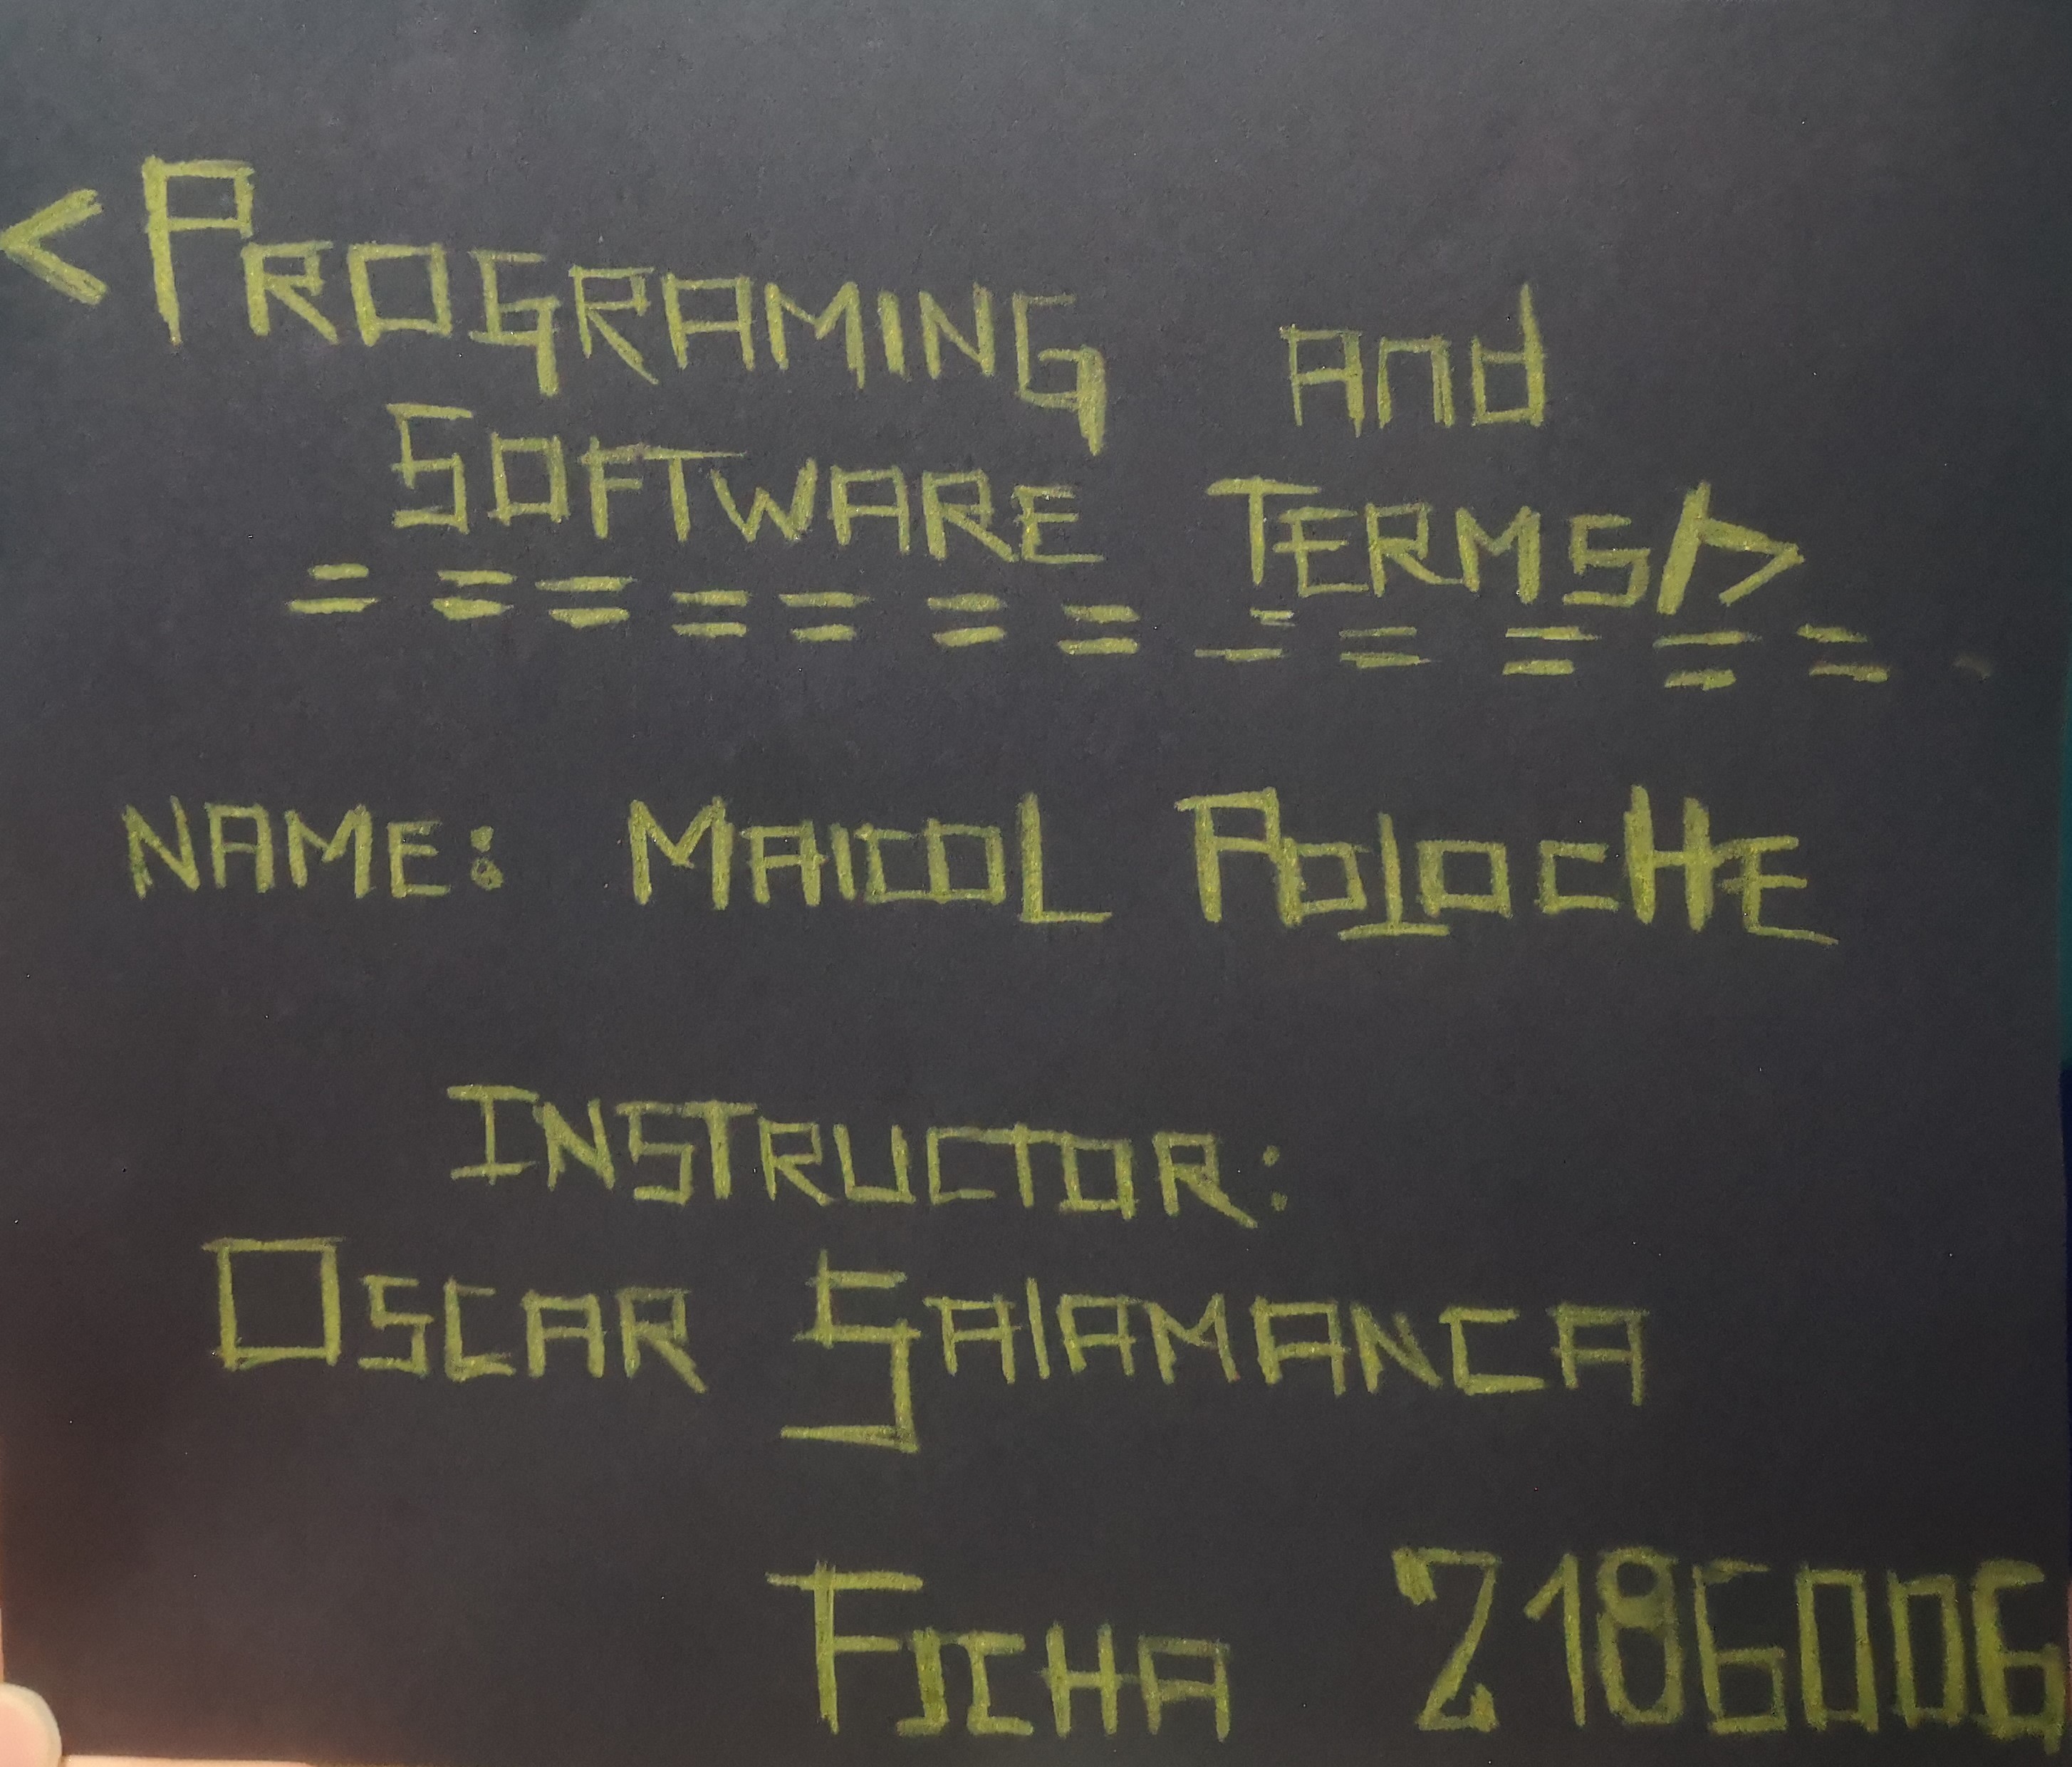 <PROGRAMING and
SOFTWARE TERMS/>
= = = = = = = = = = = =
NAME: MAICOL POLOCHE
INSTRUCTOR:
OSCAR SALAMANCA
FICHA 2186006